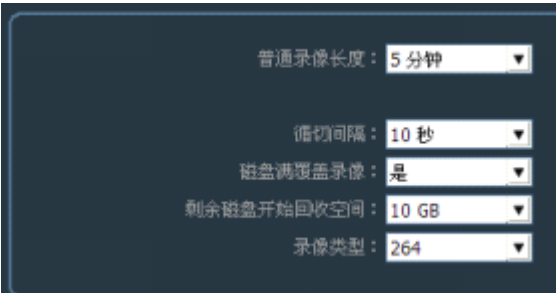 普通录像长度： 5 分钟
循切间隔： 10 秒
磁盘满覆盖录像： 是
剩余磁盘开始回收空间： 10 GB
录像类型： 264